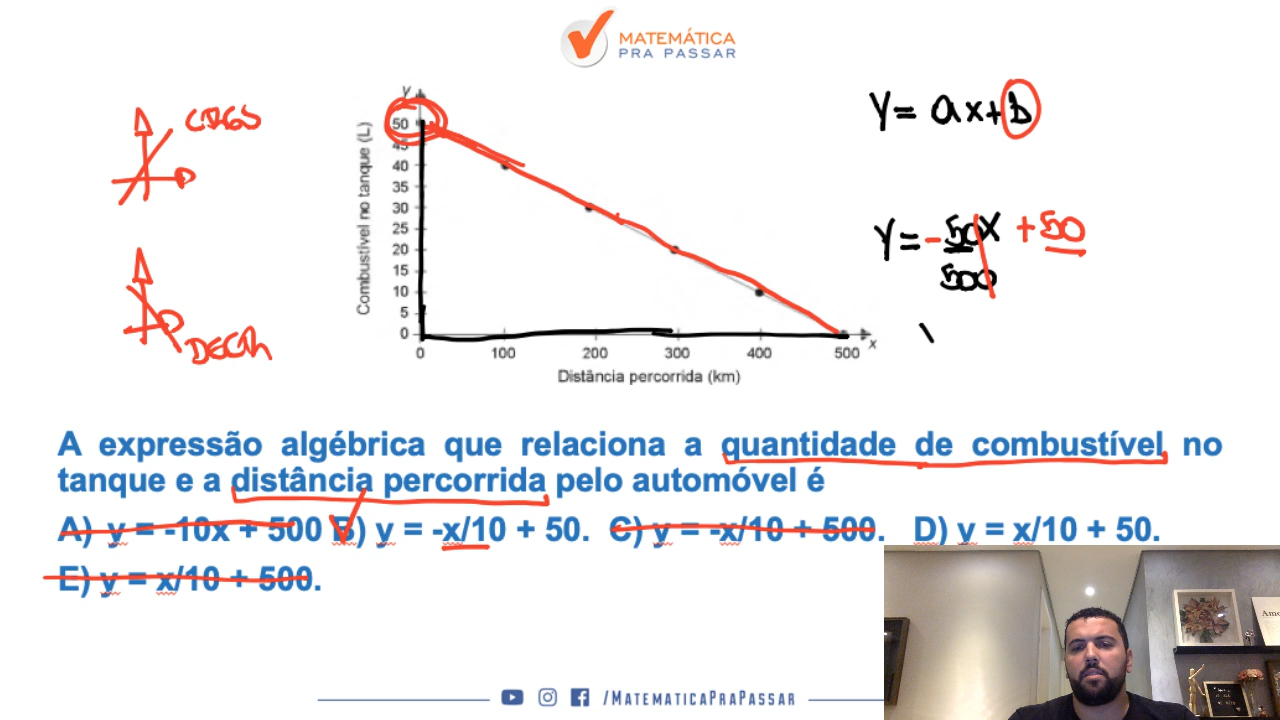 MATEMÁTICA
PRA PASSAR
CRES
DECR
y
50
45
40
35
30
25
20
15
10
5
0
Combustível no tanque (L)
0 100 200 300 400 500 x
Distância percorrida (km)
Y = ax+b
Y = - 50X + 50
500
A expressão algébrica que relaciona a quantidade de combustível no
tanque e a distância percorrida pelo automóvel é
A) y = -10x + 500 B) y = -x/10 + 50. C) y = -x/10 + 500. D) y = x/10 + 50.
E) y = x/10 + 500.
/MATEMATICAPRAPASSAR